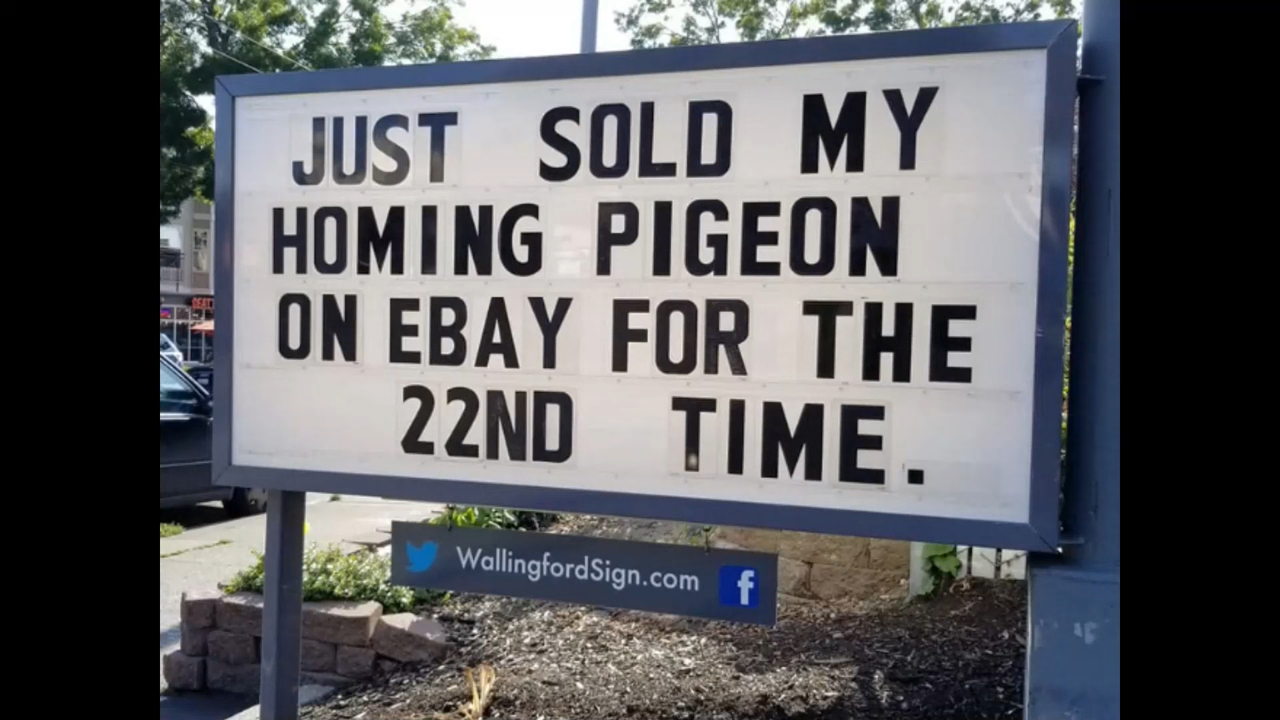 JUST SOLD MY
HOMING PIGEON
ON EBAY FOR THE
22ND TIME.
WallingfordSign.com
f